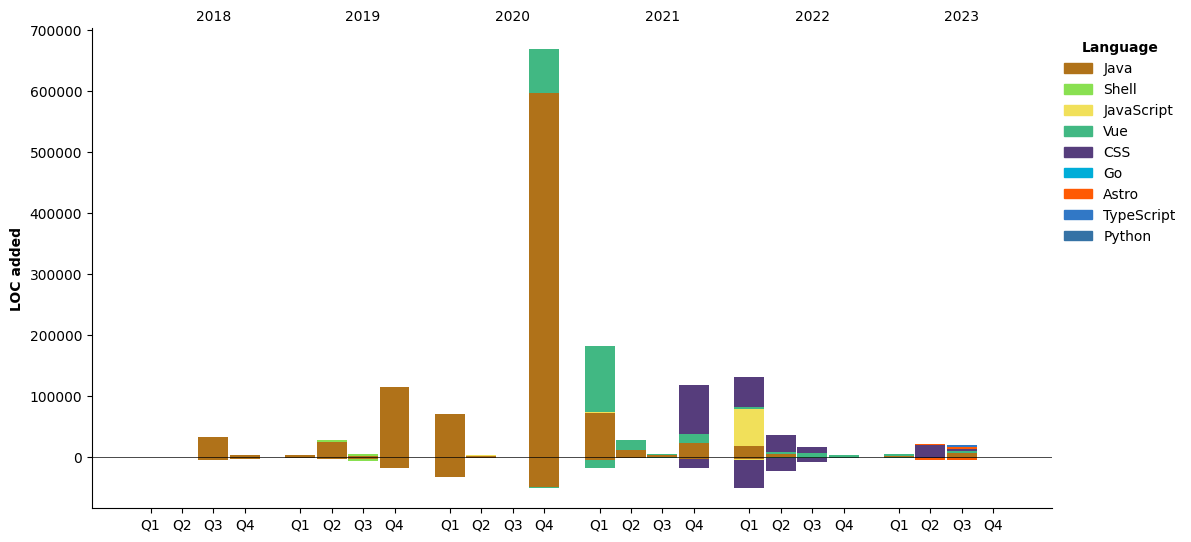 2018 2019 2020 2021 2022 2023
700000
600000
500000
400000
300000
200000
100000
0
LOC added
Q1 Q2 Q3 Q4 Q1 Q2 Q3 Q4 Q1 Q2 Q3 Q4 Q1 Q2 Q3 Q4 Q1 Q2 Q3 Q4 Q1 Q2 Q3 Q4
Language
Java
Shell
JavaScript
Vue
CSS
Go
Astro
TypeScript
Python